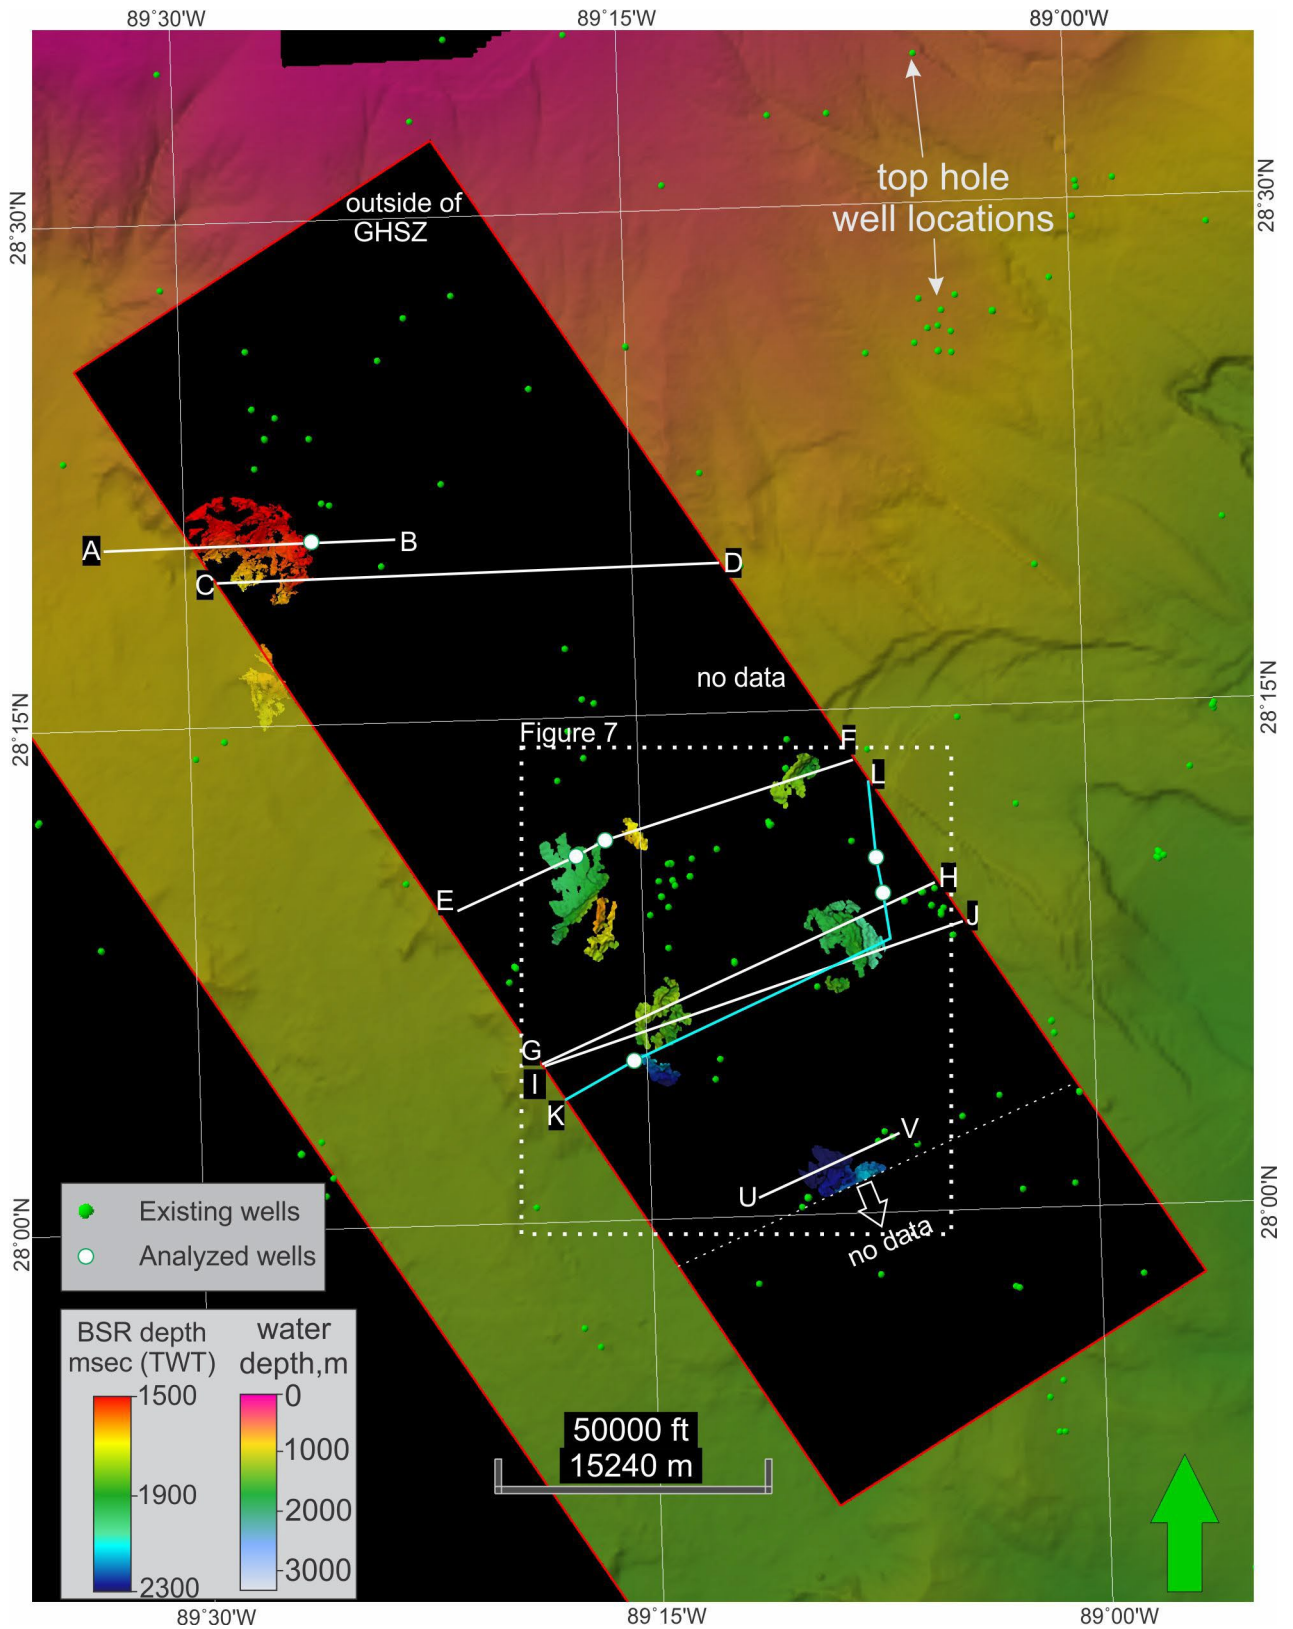 89°30'W
89°15'W
89°00'W
28°30'N
28°30'N
top hole
well locations
outside of
GHSZ
A
B
C
D
no data
28°15'N
28°15'N
Figure 7
F
L
E
H
J
G
I
K
V
U
no data
28°00'N
28°00'N
Existing wells
Analyzed wells
BSR depth
msec (TWT)
1500
1900
2300
water
depth,m
0
1000
2000
3000
50000 ft
15240 m
89°30'W
89°15'W
89°00'W